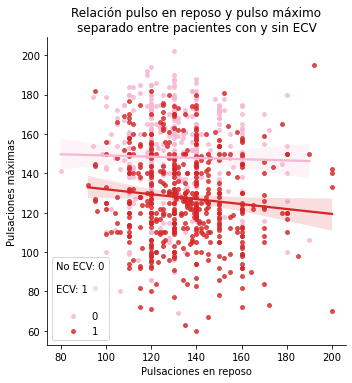 Relación pulso en reposo y pulso máximo
separado entre pacientes con y sin ECV
Pulsaciones máximas
200
180
160
140
120
100
80
60
No ECV: 0
ECV: 1
0
1
80 100 120 140 160 180 200
Pulsaciones en reposo